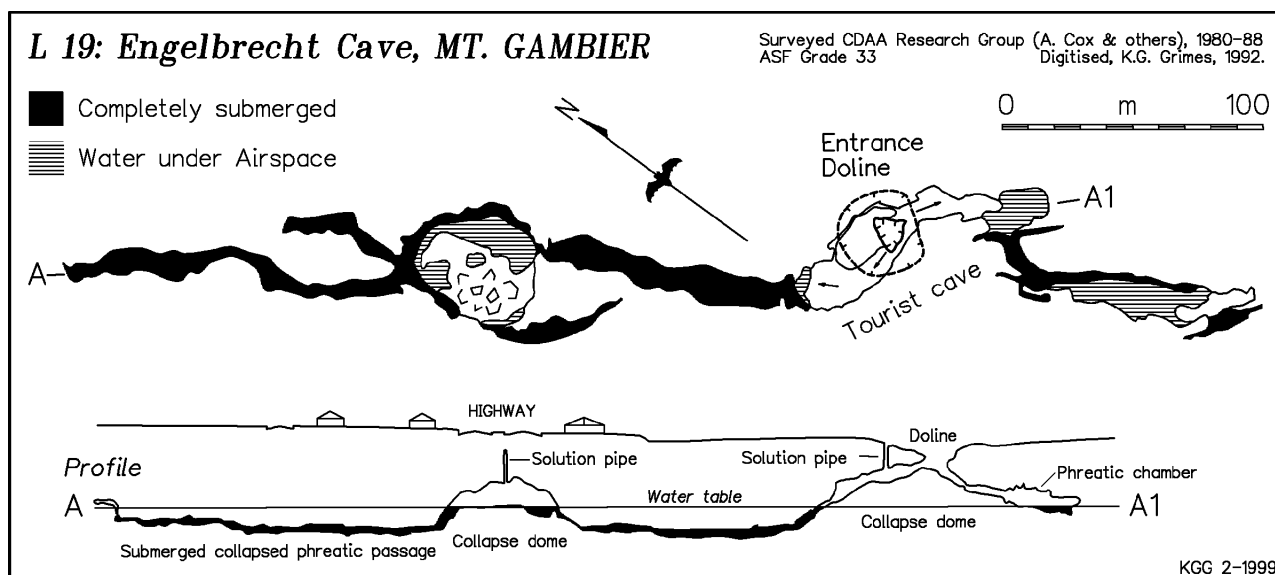 L 19: Engelbrecht Cave, MT. GAMBIER
Surveyed CDAA Research Group (A. Cox & others), 1980-88
ASF Grade 33 Digitised, K.G. Grimes, 1992.
Completely submerged
Water under Airspace
N
0 m 100
Entrance
Doline
A1
A
Tourist cave
HIGHWAY
Doline
Solution pipe
Solution pipe
Profile
Phreatic chamber
Water table
A
A1
Submerged collapsed phreatic passage
Collapse dome
Collapse dome
KGG 2-1999